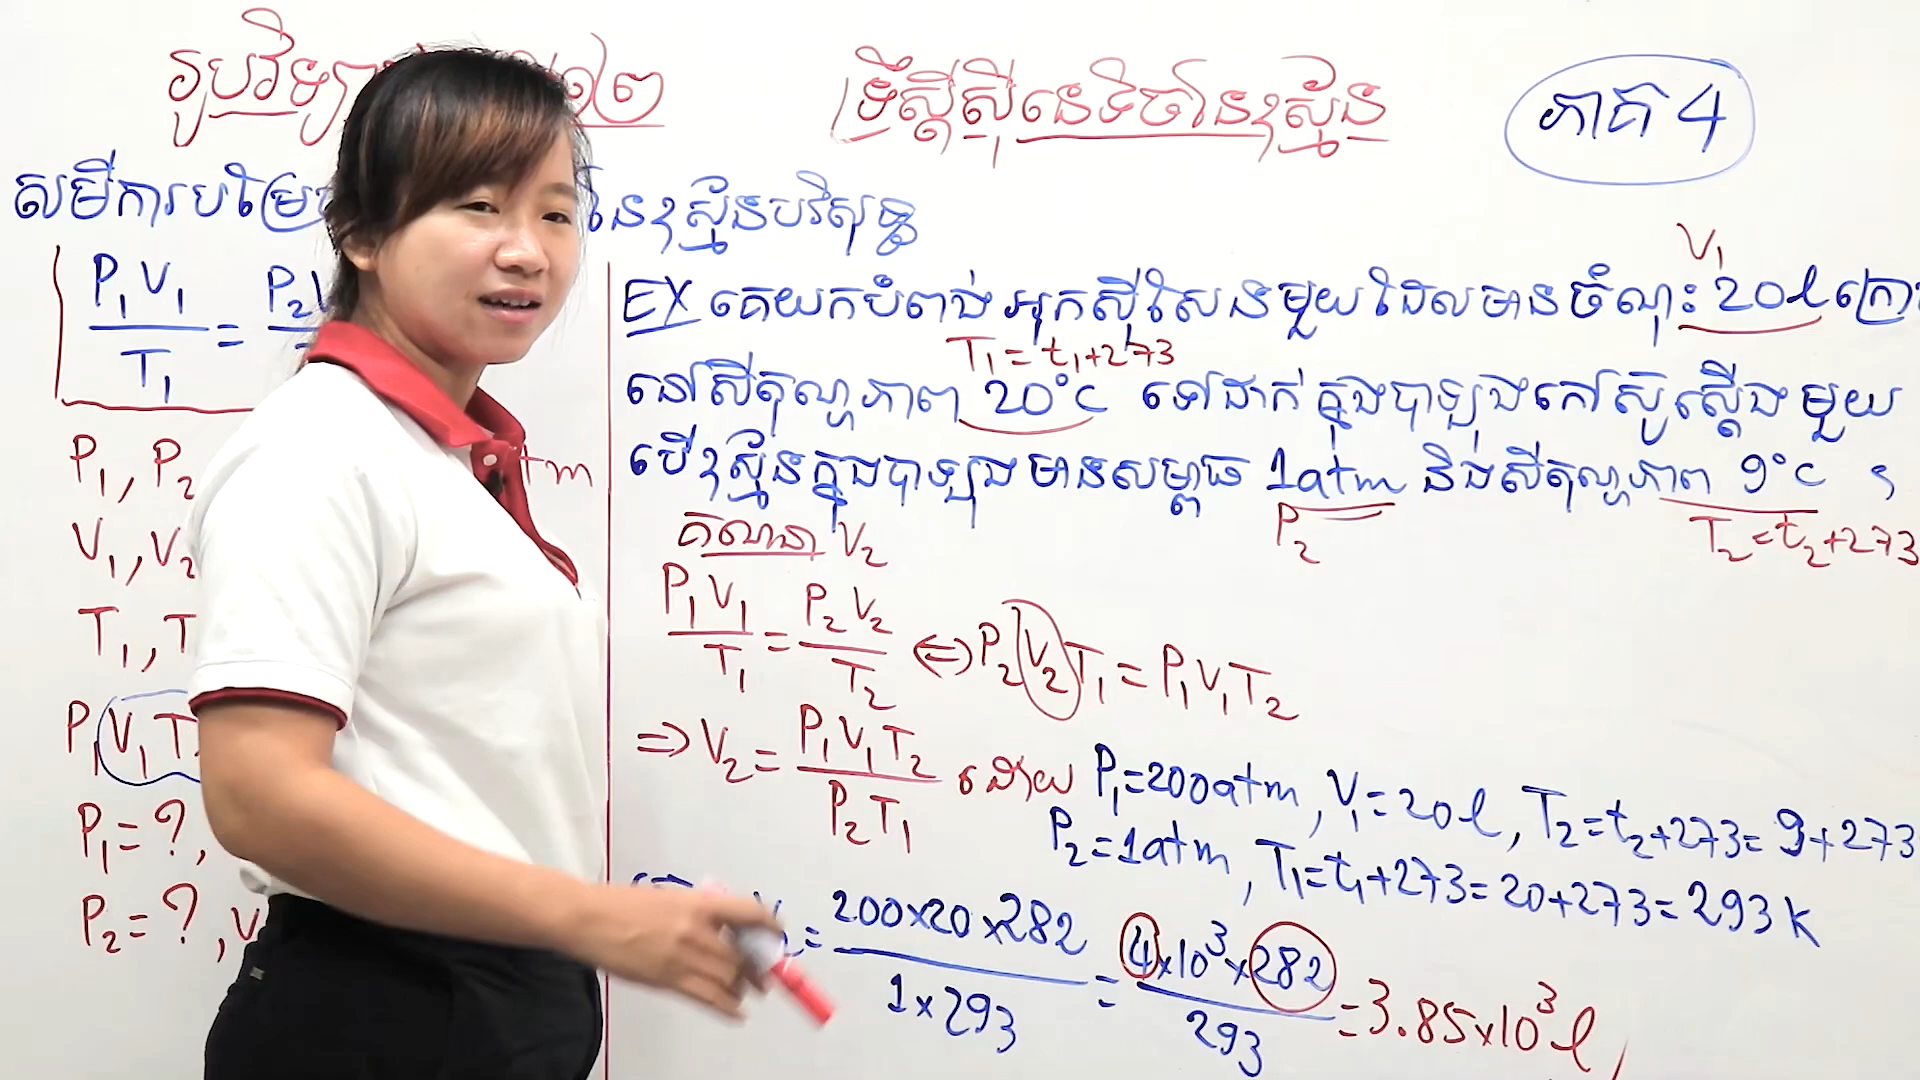 រូបវិទ្យា ១២
ទ្រឹស្តីស៊ីនេទិចនៃឧស្ម័ន
ភាគ 4
សមីការបម្រែ នៃឧស្ម័នបរិសុទ្ធ
P₁V₁/T₁ = P₂V
P₁, P₂ tm
V₁, V₂
T₁, T
P₁V₁T₂
P₁=?,
P₂=?, V
V₁
EX គេយកបំពង់អុកស៊ីសែនមួយដែលមានចំណុះ 20l ក្រោ
T₁=t₁+273
នៅសីតុណ្ហភាព 20°C ទៅដាក់ក្នុងបាឡុងកៅស៊ូស្តើងមួយ
បើឧស្ម័នក្នុងបាឡុងមានសម្ពាធ 1atm និងសីតុណ្ហភាព 9°C ។
P₂ T₂=t₂+273
គណនា V₂
P₁V₁/T₁ = P₂V₂/T₂ ⇔ P₂V₂T₁ = P₁V₁T₂
⇒ V₂ = P₁V₁T₂/P₂T₁ ដោយ P₁=200atm, V₁=20l, T₂=t₂+273=9+273
P₂=1atm, T₁=t₁+273=20+273=293K
= 200×20×282/1×293 = 4×10³×282/293 = 3.85×10³l